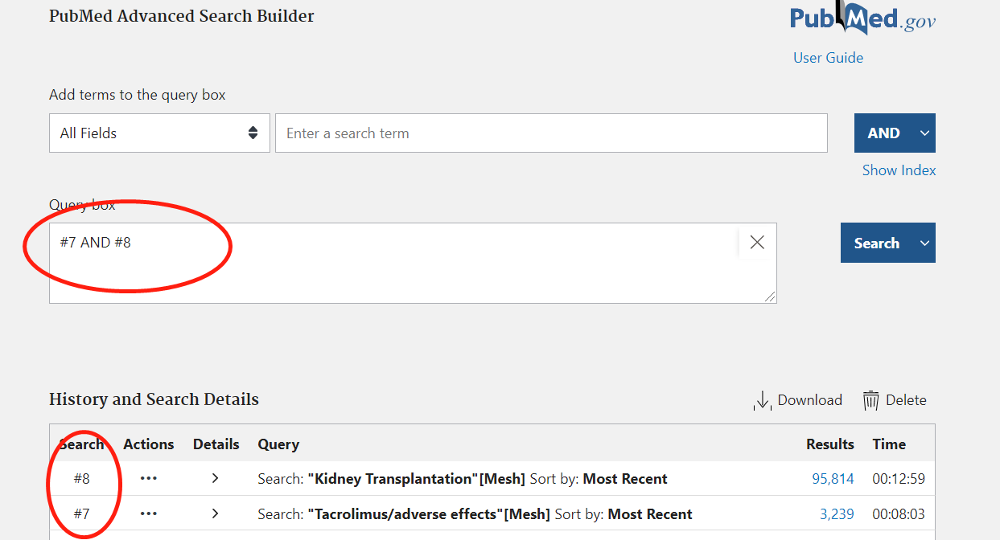 PubMed Advanced Search Builder
PubMed.gov
User Guide
Add terms to the query box
All Fields
Enter a search term
AND
Show Index
Query box
#7 AND #8
Search
History and Search Details
Download
Delete
Search Actions Details Query Results Time
#8 ••• Search: "Kidney Transplantation"[Mesh] Sort by: Most Recent 95,814 00:12:59
#7 ••• Search: "Tacrolimus/adverse effects"[Mesh] Sort by: Most Recent 3,239 00:08:03